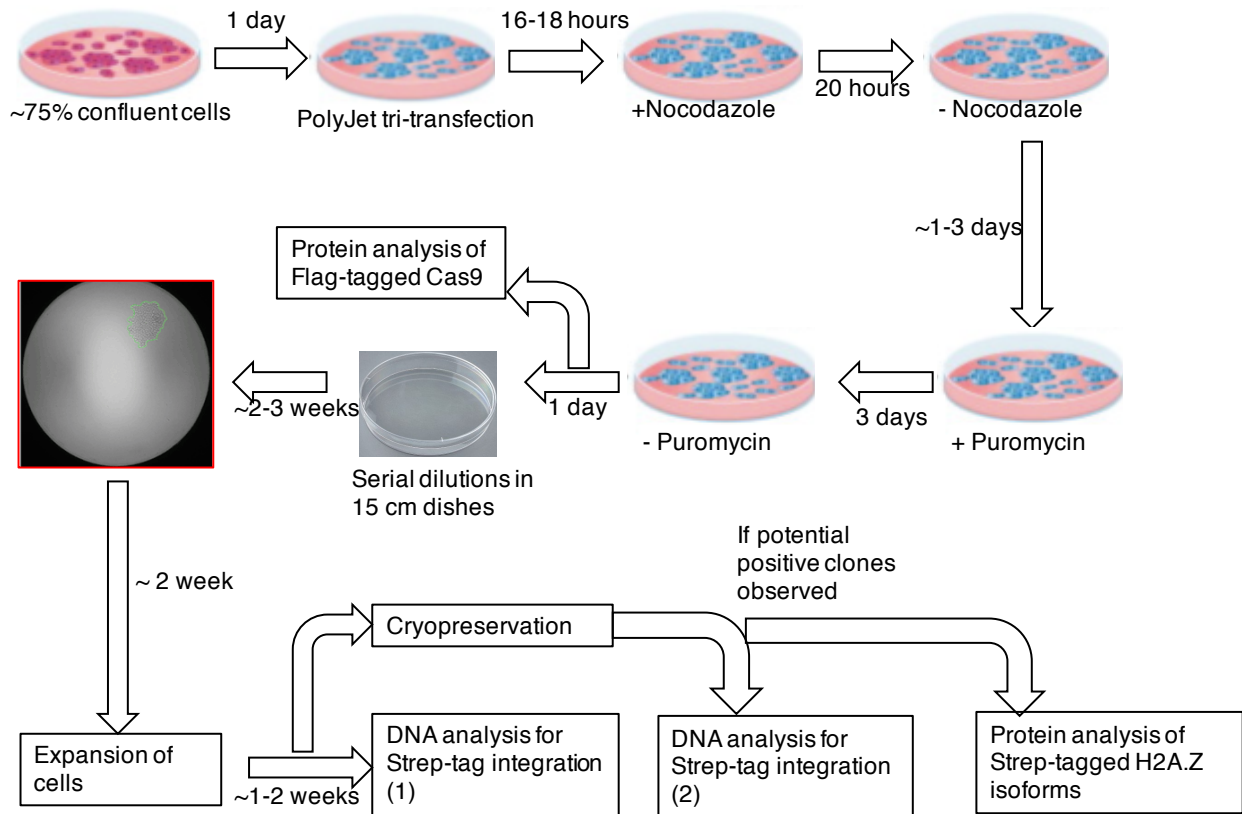 1 day
16-18 hours
20 hours
~75% confluent cells
PolyJet tri-transfection
+Nocodazole
- Nocodazole
~1-3 days
+ Puromycin
3 days
- Puromycin
1 day
Protein analysis of
Flag-tagged Cas9
Serial dilutions in
15 cm dishes
~2-3 weeks
~ 2 week
Expansion of
cells
~1-2 weeks
Cryopreservation
DNA analysis for
Strep-tag integration
(1)
DNA analysis for
Strep-tag integration
(2)
If potential
positive clones
observed
Protein analysis of
Strep-tagged H2A.Z
isoforms